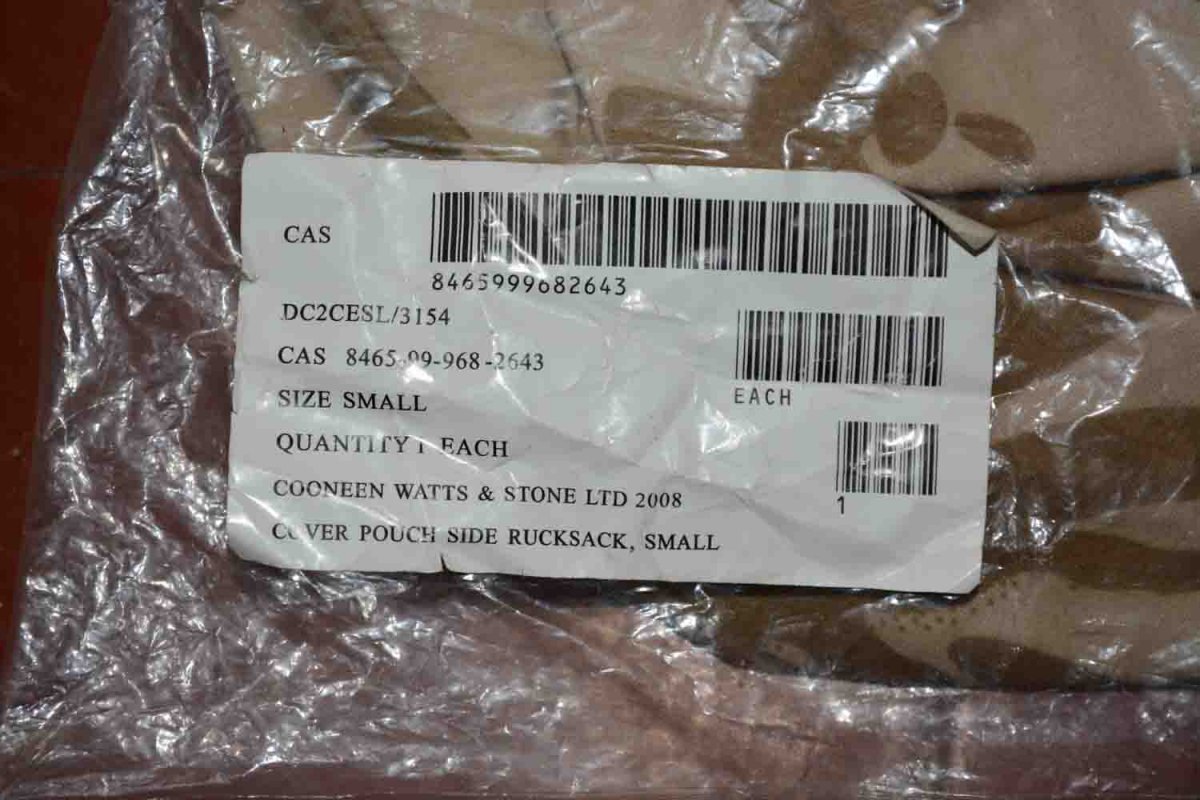 CAS
8465999682643
DC2CESL/3154
CAS 8465-99-968-2643
EACH
SIZE SMALL
QUANTITY 1 EACH
COONEEN WATTS & STONE LTD 2008
1
COVER POUCH SIDE RUCKSACK, SMALL